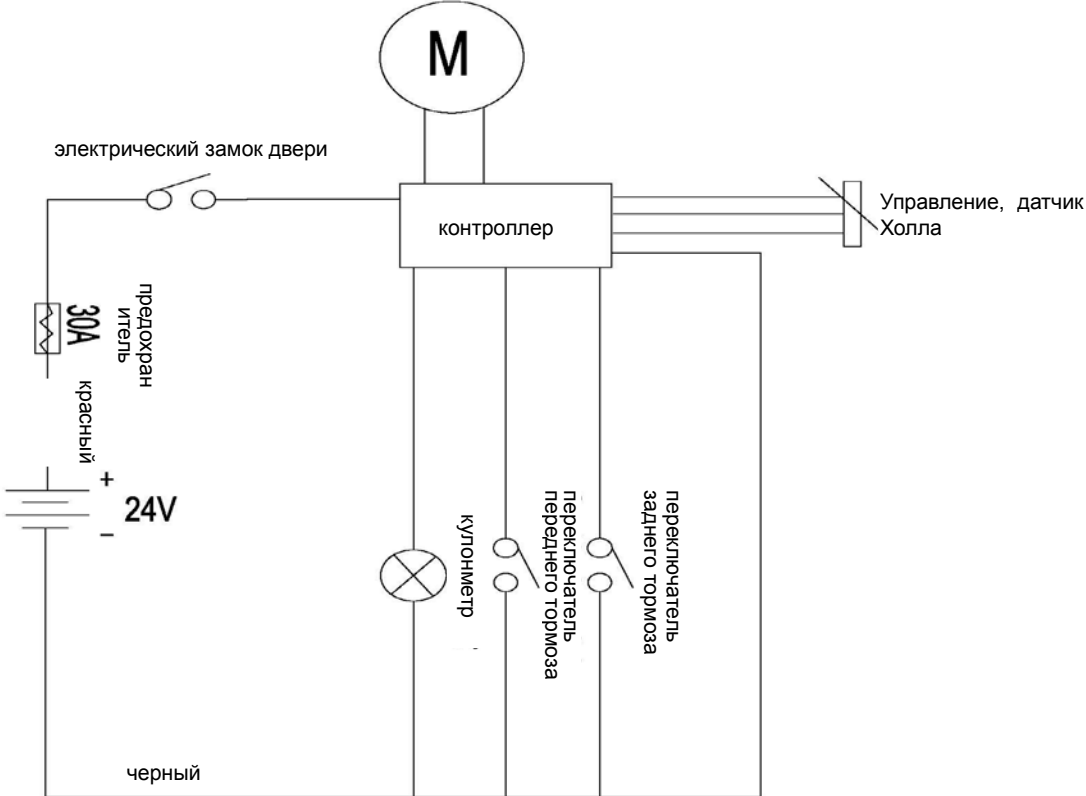 M
электрический замок двери
Управление, датчик
Холла
контроллер
предохран
итель
30A
красный
+
24V
−
кулонметр
переключатель
переднего тормоза
переключатель
заднего тормоза
черный